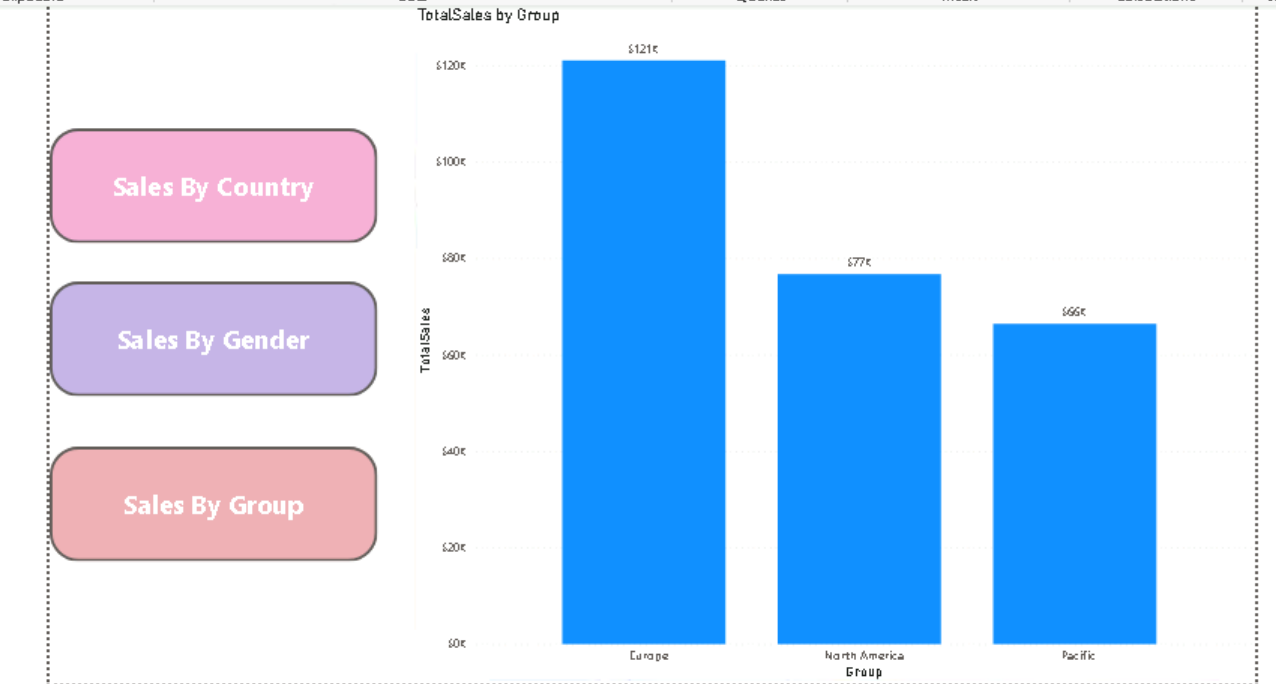 TotalSales by Group
Sales By Country
Sales By Gender
Sales By Group
TotalSales
$120K
$100K
$80K
$60K
$40K
$20K
$0K
$121K
$77K
$66K
Europe
North America
Pacific
Group